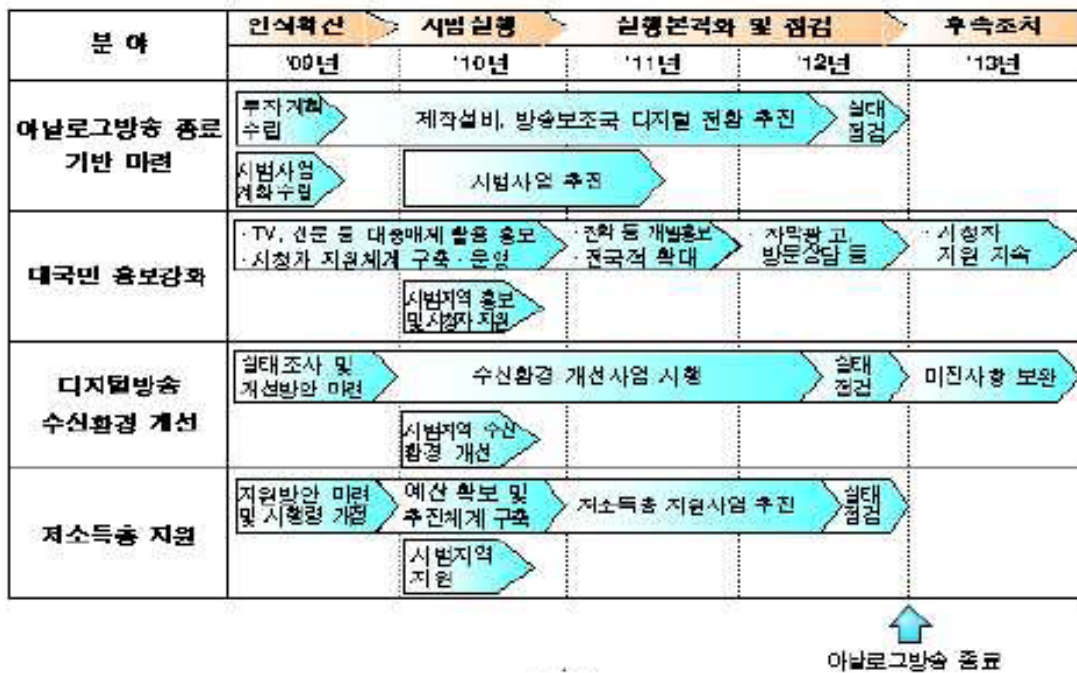 분 야
인식확산
시범실행
실행본격화 및 점검
후속조치
'09년
'10년
'11년
'12년
'13년
아날로그방송 종료
기반 마련
투자계획
수립
제작설비, 방송보조국 디지털 전환 추진
실태
점검
시범사업
계획수립
시범사업 추진
대국민 홍보강화
· TV, 신문 등 대중매체 활용 홍보
· 시청자 지원체계 구축·운영
· 전화 등 개별홍보
· 전국적 확대
· 자막광고,
방문상담 등
· 시청자
지원 지속
시범지역 홍보
및 시청자 지원
디지털방송
수신환경 개선
실태조사 및
개선방안 마련
수신환경 개선사업 시행
실태
점검
미진사항 보완
시범지역 수신
환경 개선
저소득층 지원
지원방안 마련
및 시행령 개정
예산 확보 및
추진체계 구축
저소득층 지원사업 추진
실태
점검
시범지역
지원
아날로그방송 종료